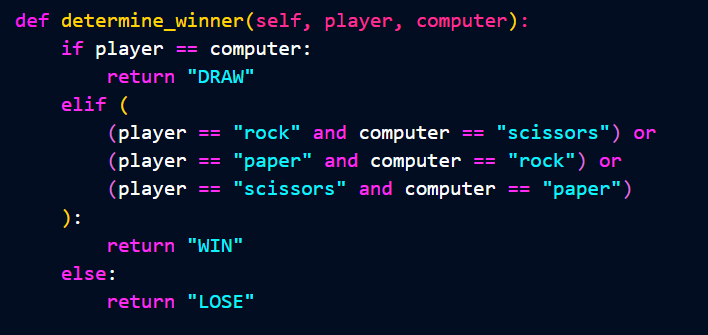 def determine_winner(self, player, computer):
    if player == computer:
        return "DRAW"
    elif (
        (player == "rock" and computer == "scissors") or
        (player == "paper" and computer == "rock") or
        (player == "scissors" and computer == "paper")
    ):
        return "WIN"
    else:
        return "LOSE"